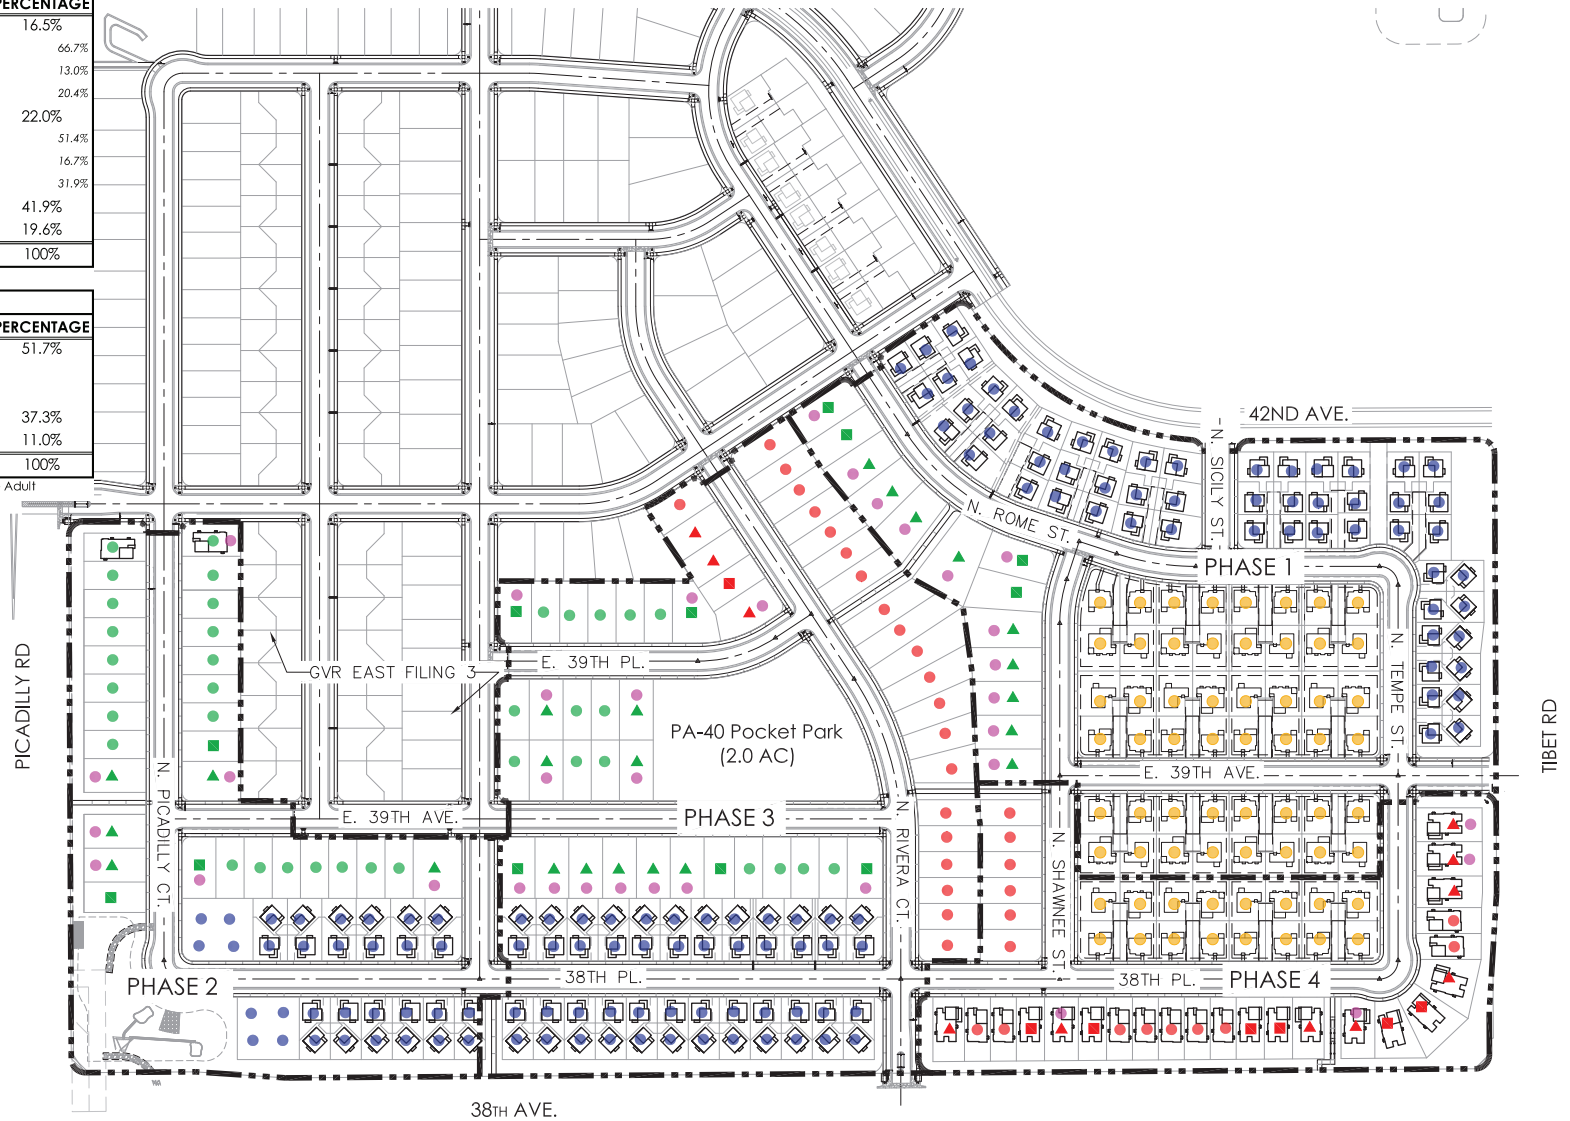 PERCENTAGE
16.5%
66.7%
13.0%
20.4%
22.0%
51.4%
16.7%
31.9%
41.9%
19.6%
100%
PERCENTAGE
51.7%
37.3%
11.0%
100%
Adult
42ND AVE.
N. SICILY ST.
N. ROME ST.
PHASE 1
PICADILLY RD
GVR EAST FILING 3
E. 39TH PL.
PA-40 Pocket Park
(2.0 AC)
N. TEMPE ST.
TIBET RD
E. 39TH AVE.
N. PICADILLY CT.
E. 39TH AVE.
PHASE 3
N. RIVERA CT.
N. SHAWNEE ST.
PHASE 2
38TH PL.
38TH PL.
PHASE 4
38TH AVE.